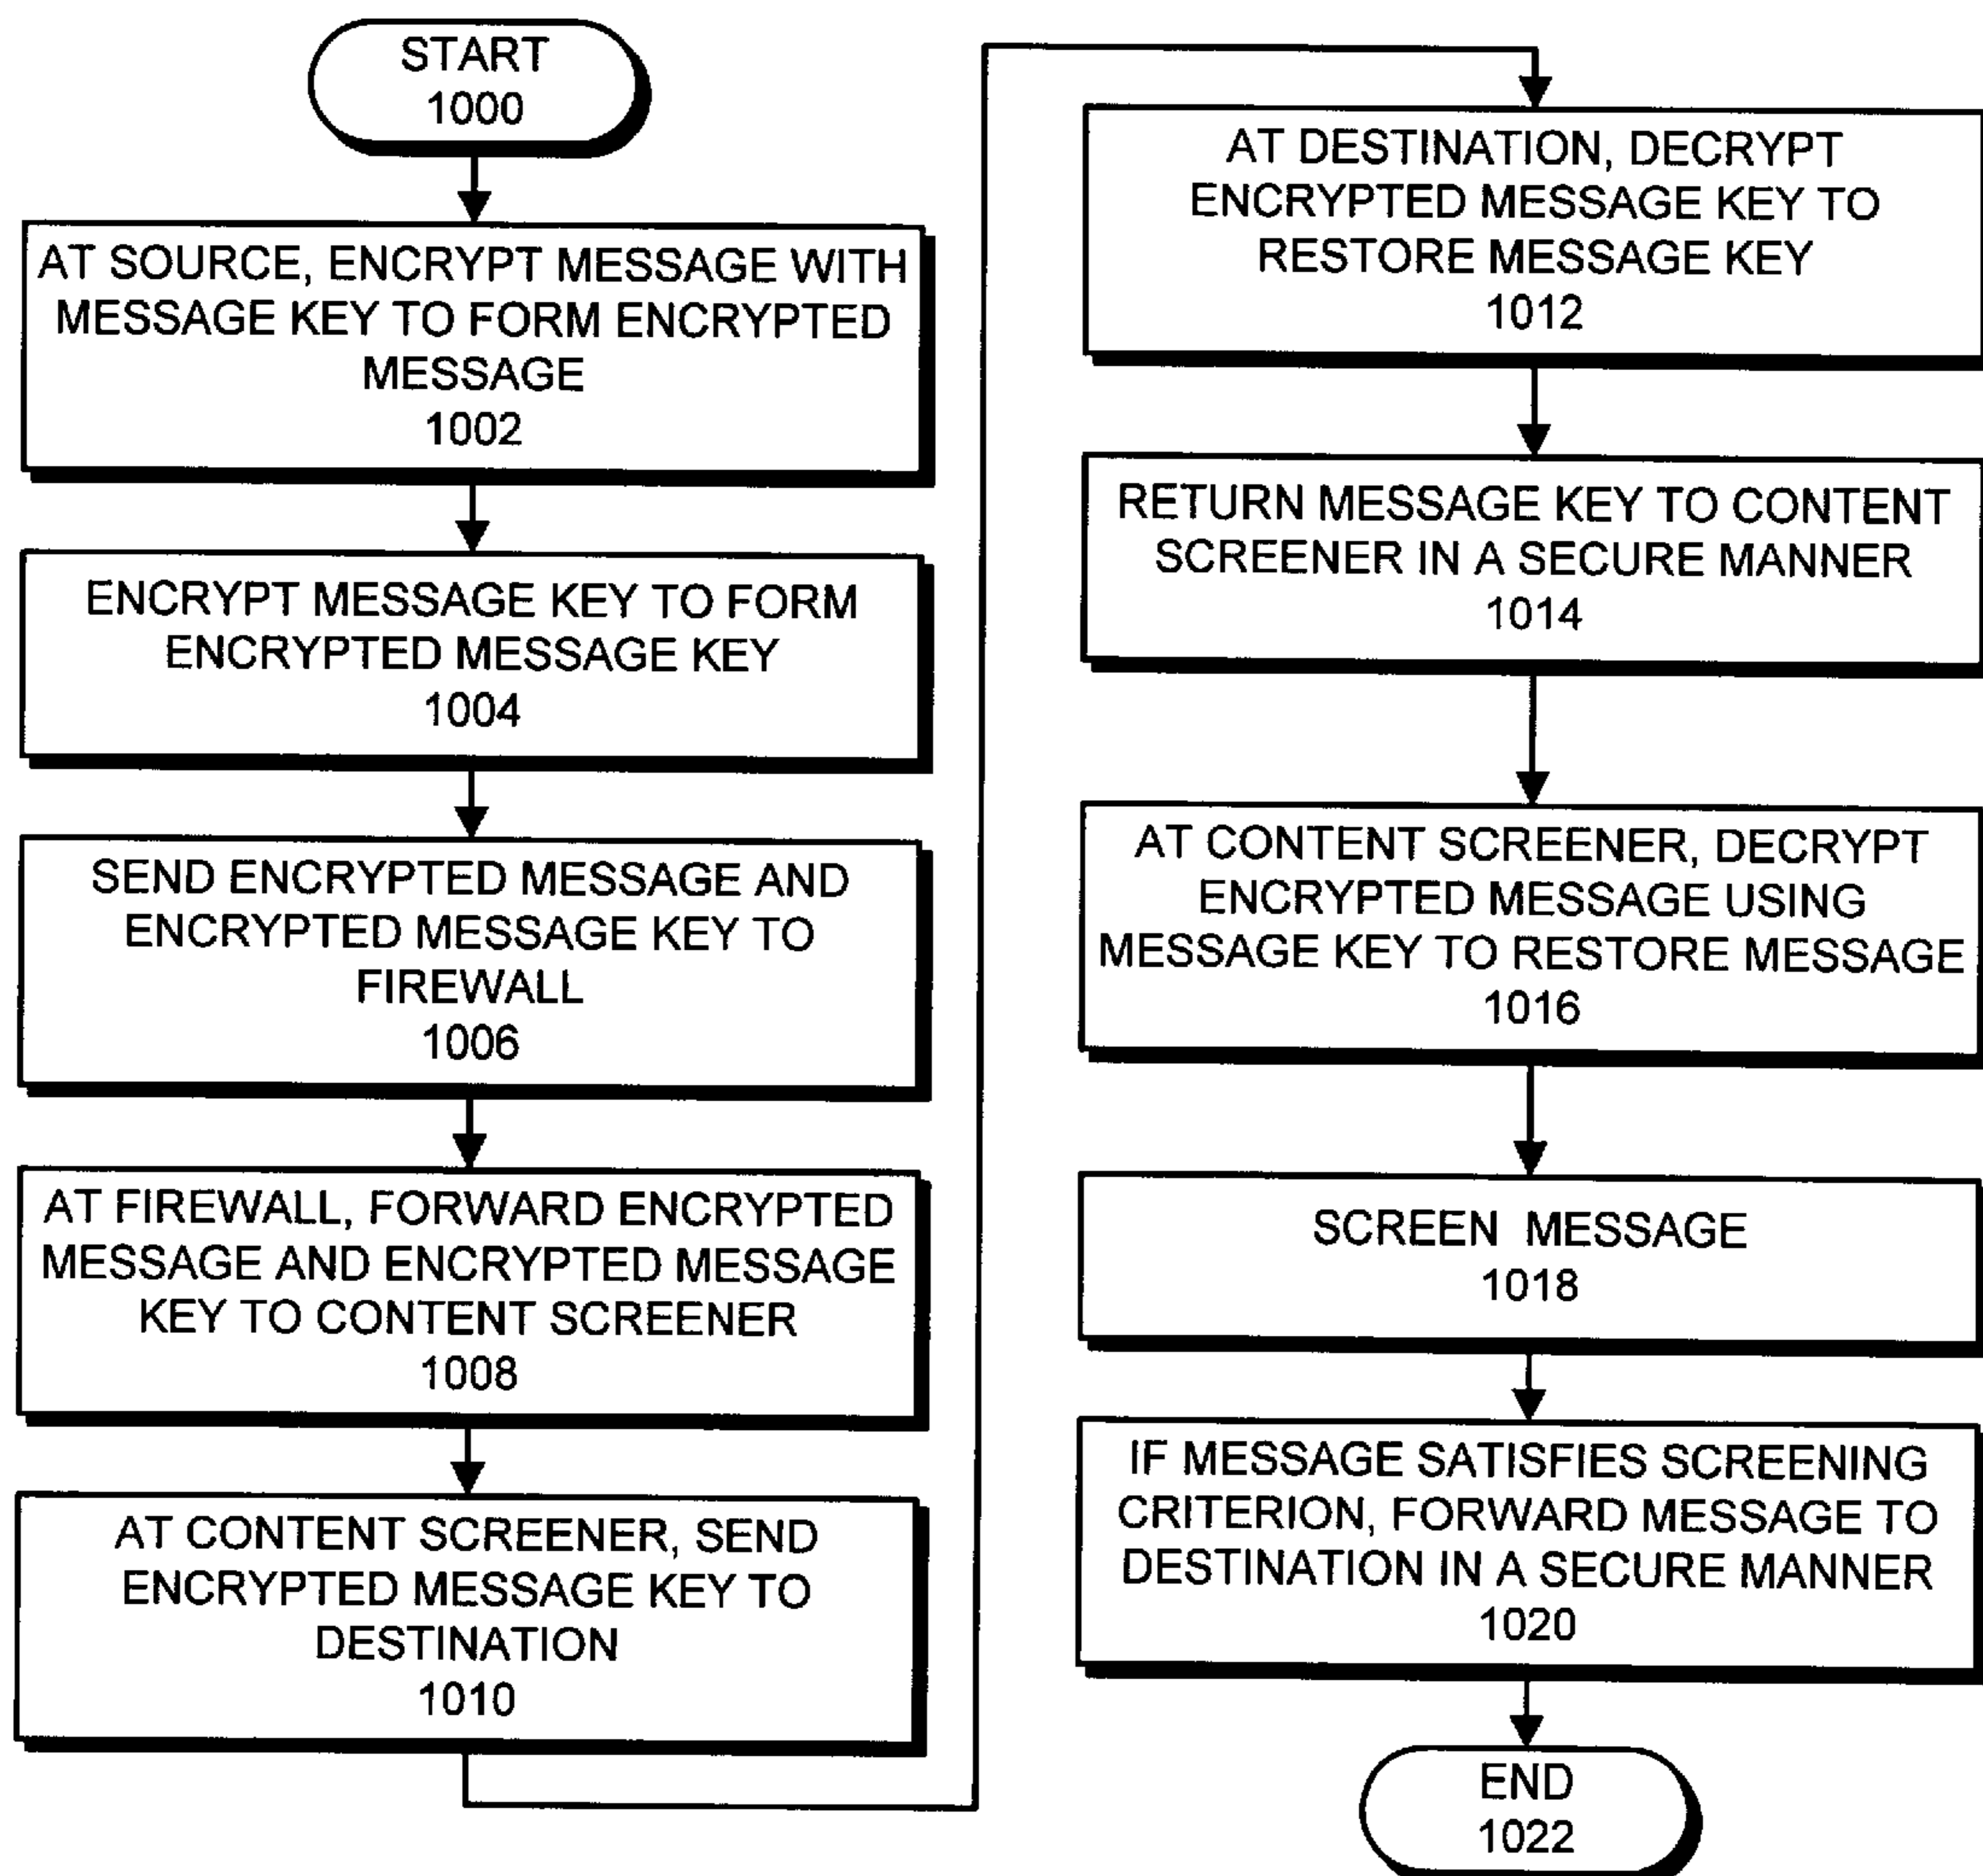 START
1000
AT SOURCE, ENCRYPT MESSAGE WITH
MESSAGE KEY TO FORM ENCRYPTED
MESSAGE
1002
ENCRYPT MESSAGE KEY TO FORM
ENCRYPTED MESSAGE KEY
1004
SEND ENCRYPTED MESSAGE AND
ENCRYPTED MESSAGE KEY TO
FIREWALL
1006
AT FIREWALL, FORWARD ENCRYPTED
MESSAGE AND ENCRYPTED MESSAGE
KEY TO CONTENT SCREENER
1008
AT CONTENT SCREENER, SEND
ENCRYPTED MESSAGE KEY TO
DESTINATION
1010
AT DESTINATION, DECRYPT
ENCRYPTED MESSAGE KEY TO
RESTORE MESSAGE KEY
1012
RETURN MESSAGE KEY TO CONTENT
SCREENER IN A SECURE MANNER
1014
AT CONTENT SCREENER, DECRYPT
ENCRYPTED MESSAGE USING
MESSAGE KEY TO RESTORE MESSAGE
1016
SCREEN MESSAGE
1018
IF MESSAGE SATISFIES SCREENING
CRITERION, FORWARD MESSAGE TO
DESTINATION IN A SECURE MANNER
1020
END
1022